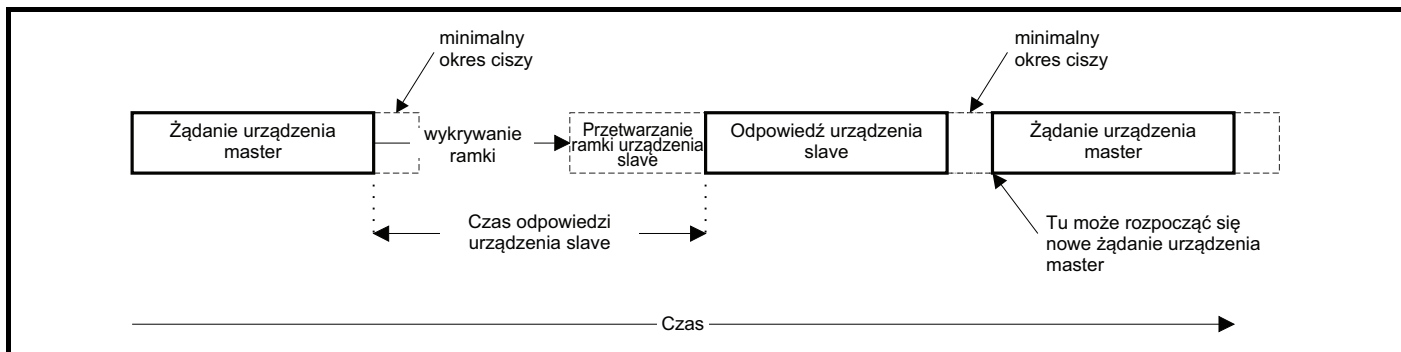 minimalny
okres ciszy
minimalny
okres ciszy
Żądanie urządzenia
master
wykrywanie
ramki
Przetwarzanie
ramki urządzenia
slave
Odpowiedź urządzenia
slave
Żądanie urządzenia
master
Czas odpowiedzi
urządzenia slave
Tu może rozpocząć się
nowe żądanie urządzenia
master
Czas